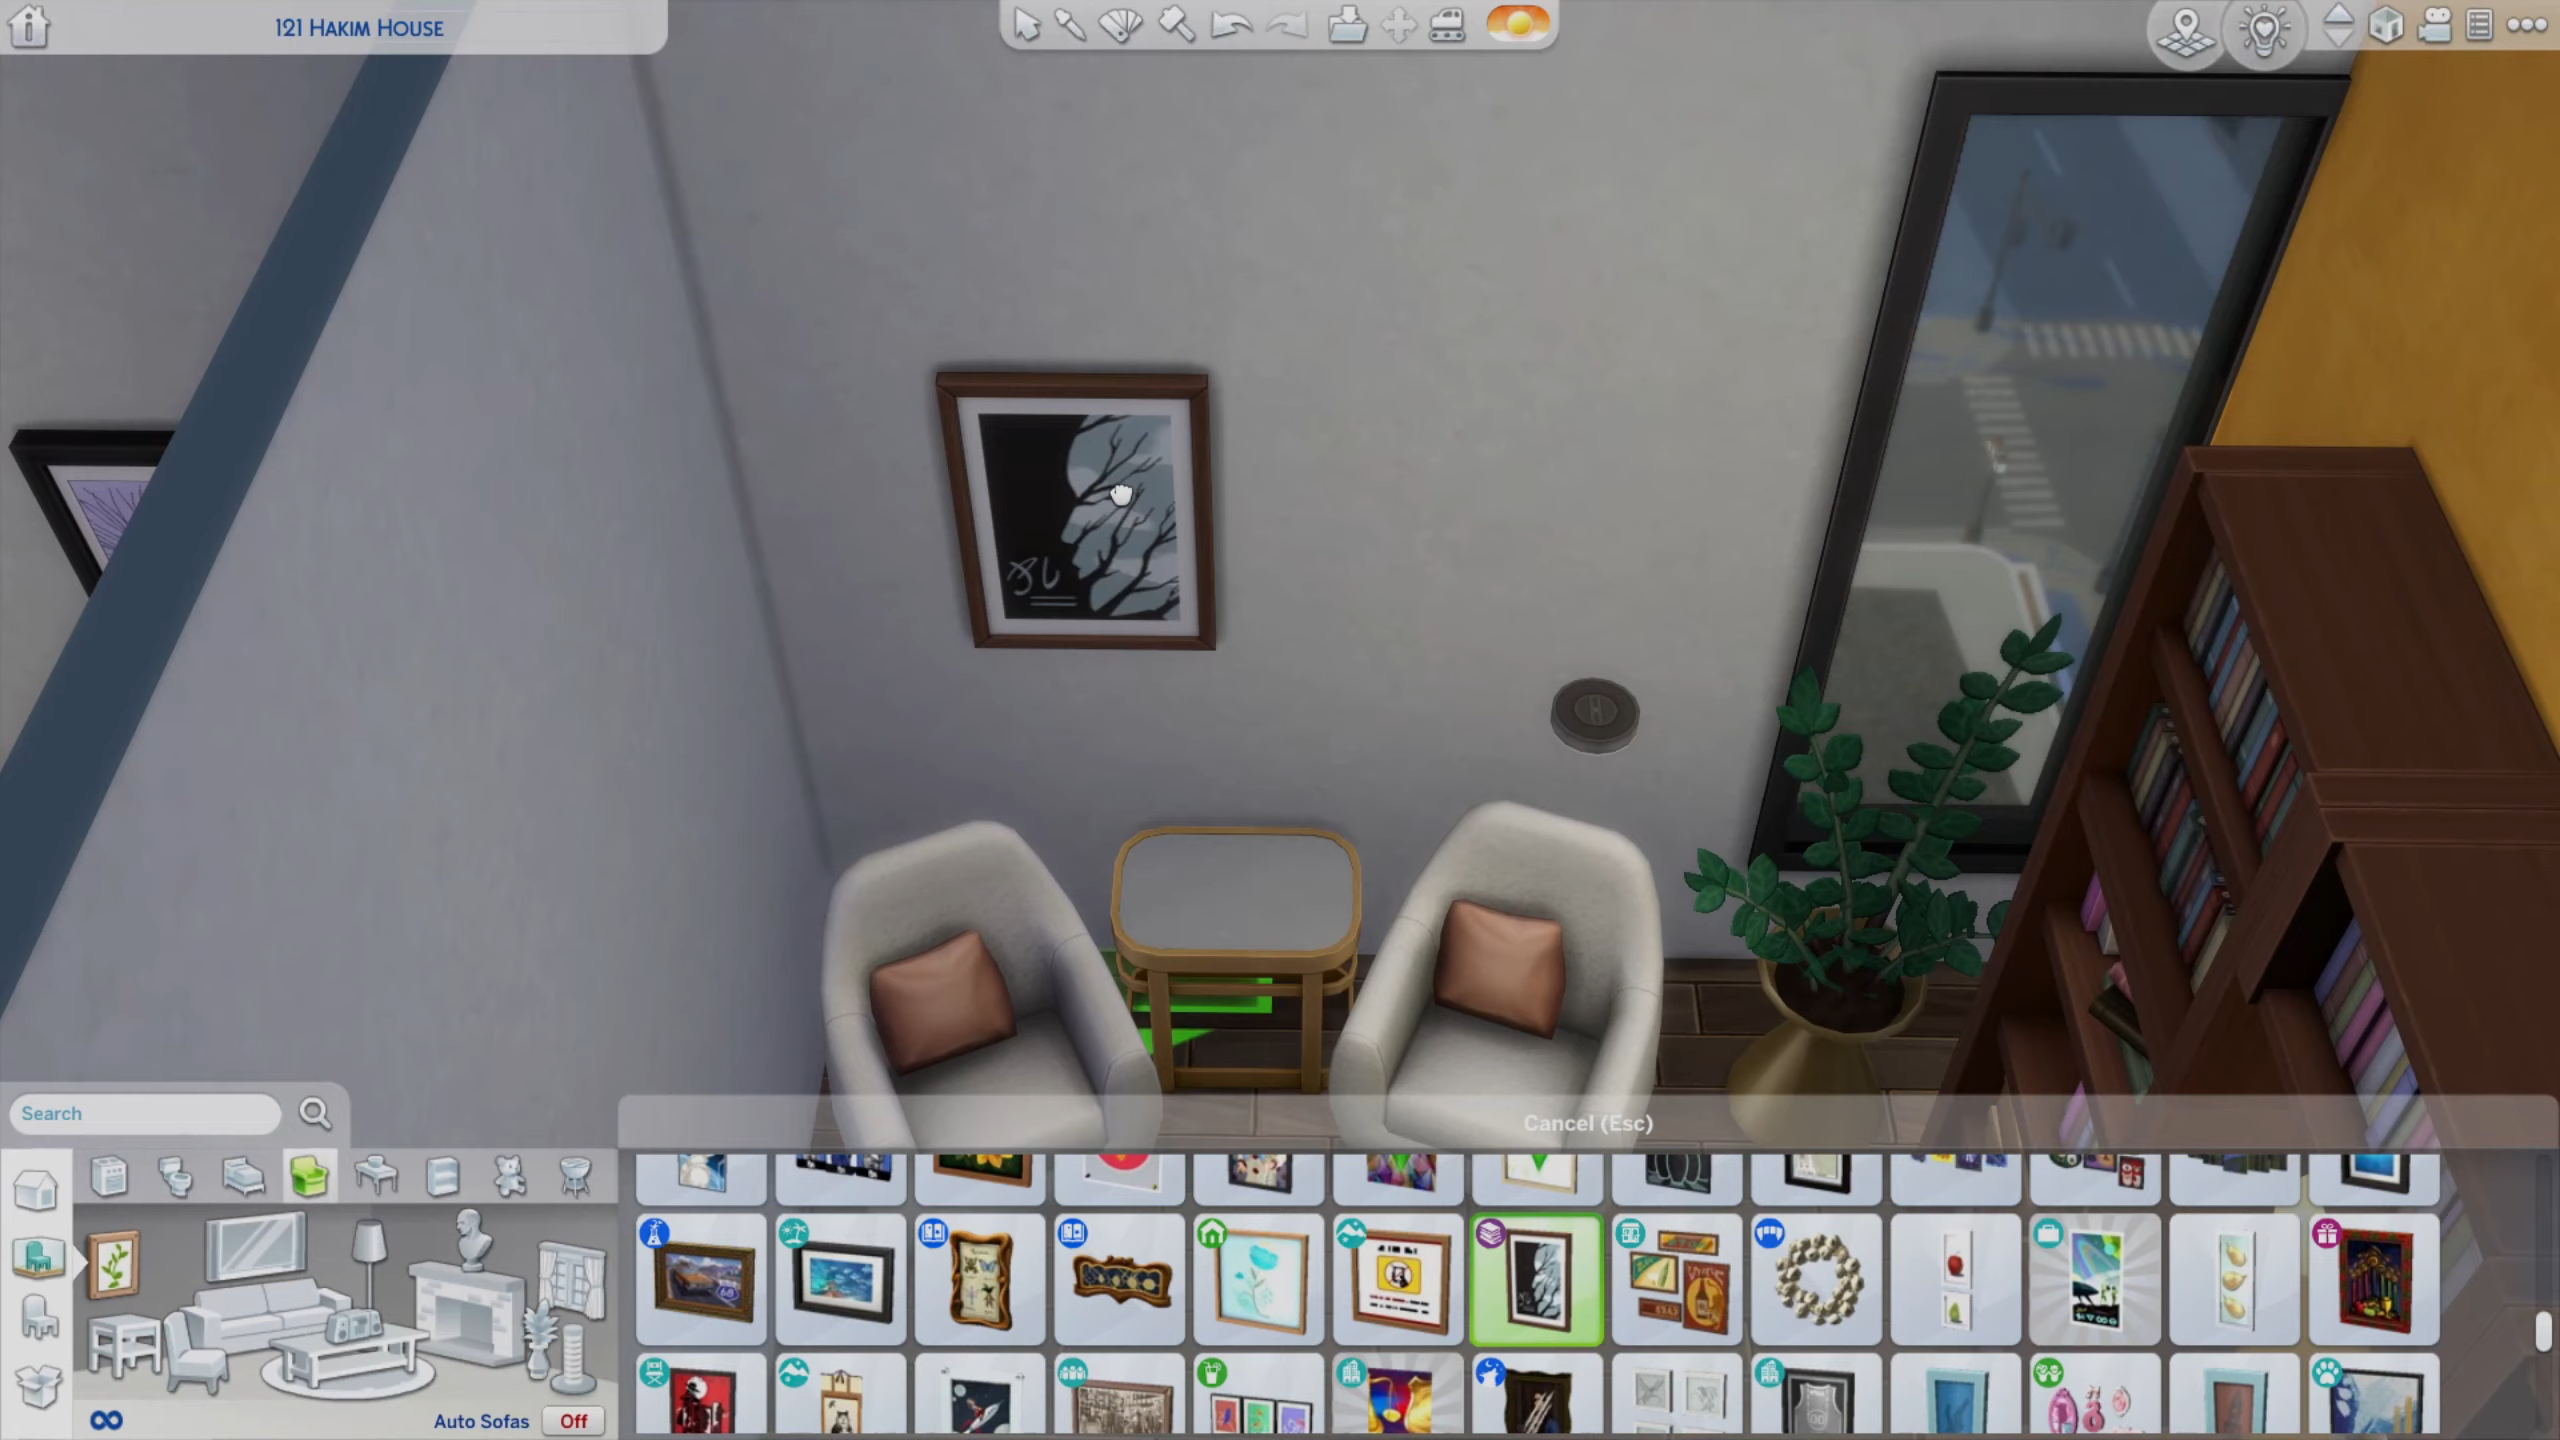 121 HAKIM HOUSE
Cancel (Esc)
Search
Auto Sofas
Off